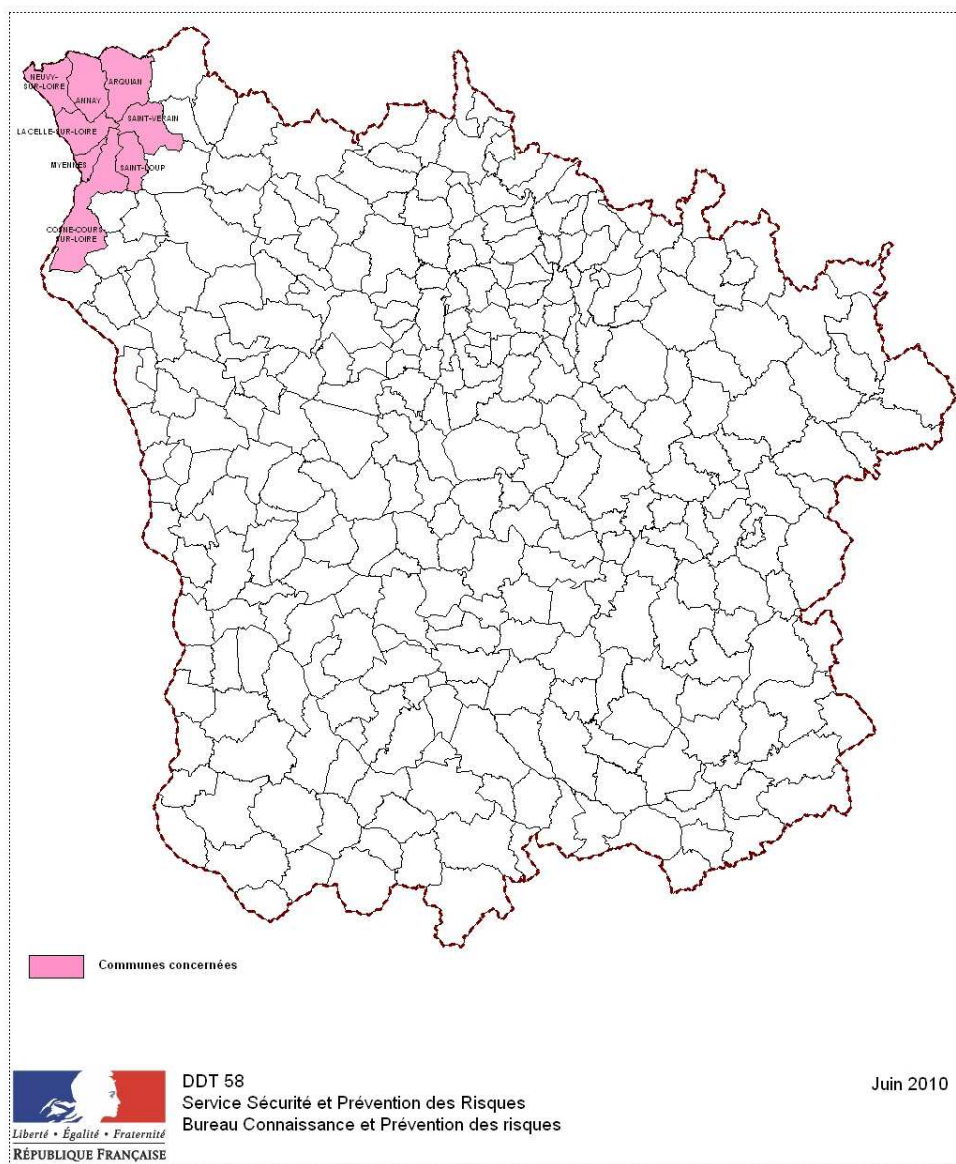 NEUVY-
SUR-LOIRE
ARQUIAN
ANNAY
SAINT-VERAIN
LA CELLE-SUR-LOIRE
MYENNES
SAINT-LOUP
COSNE-COURS-
SUR-LOIRE
Communes concernées
DDT 58
Service Sécurité et Prévention des Risques
Bureau Connaissance et Prévention des risques
Juin 2010
Liberté • Égalité • Fraternité
RÉPUBLIQUE FRANÇAISE